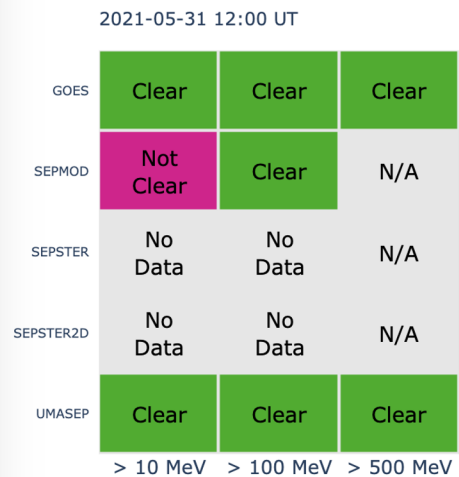 2021-05-31 12:00 UT
GOES Clear Clear Clear
SEPMOD Not Clear Clear N/A
SEPSTER No Data No Data N/A
SEPSTER2D No Data No Data N/A
UMASEP Clear Clear Clear
> 10 MeV > 100 MeV > 500 MeV